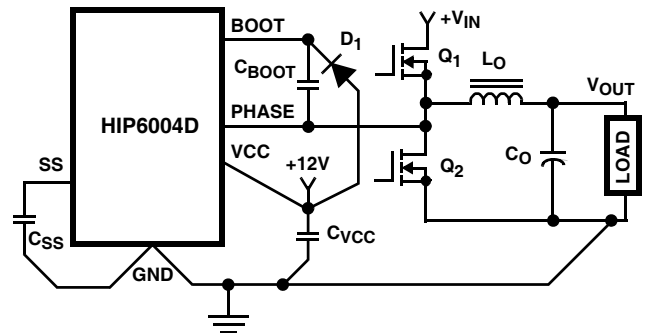 +VIN
BOOT
D1
Q1
LO
CBOOT
VOUT
HIP6004D
PHASE
VCC
SS
+12V
Q2
CO
LOAD
CSS
CVCC
GND